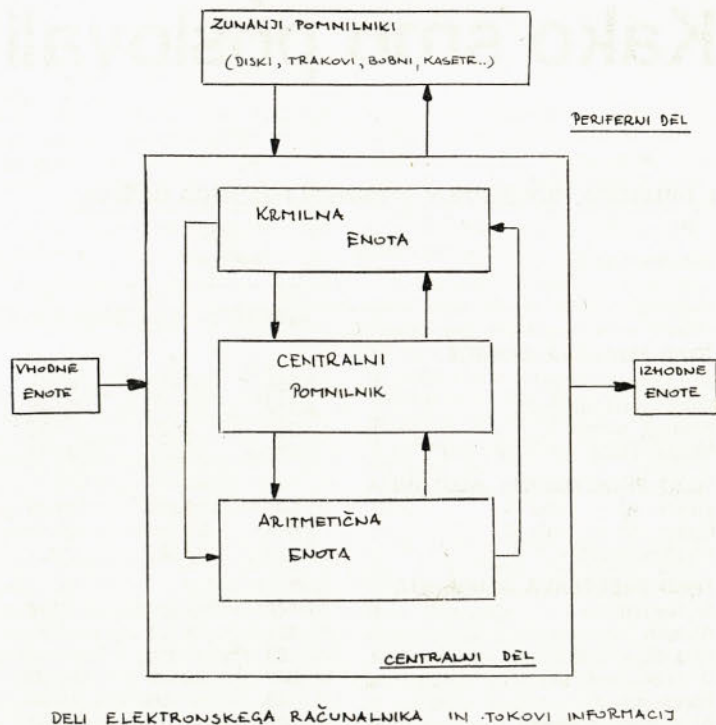 ZUNANJI POMNILNIKI
(DISKI, TRAKOVI, BOBNI, KASETE..)
PERIFERNI DEL
KRMILNA
ENOTA
VHODNE
ENOTE
CENTRALNI
POMNILNIK
IZHODNE
ENOTE
ARITMETIČNA
ENOTA
CENTRALNI DEL
DELI ELEKTRONSKEGA RAČUNALNIKA IN TOKOVI INFORMACIJ